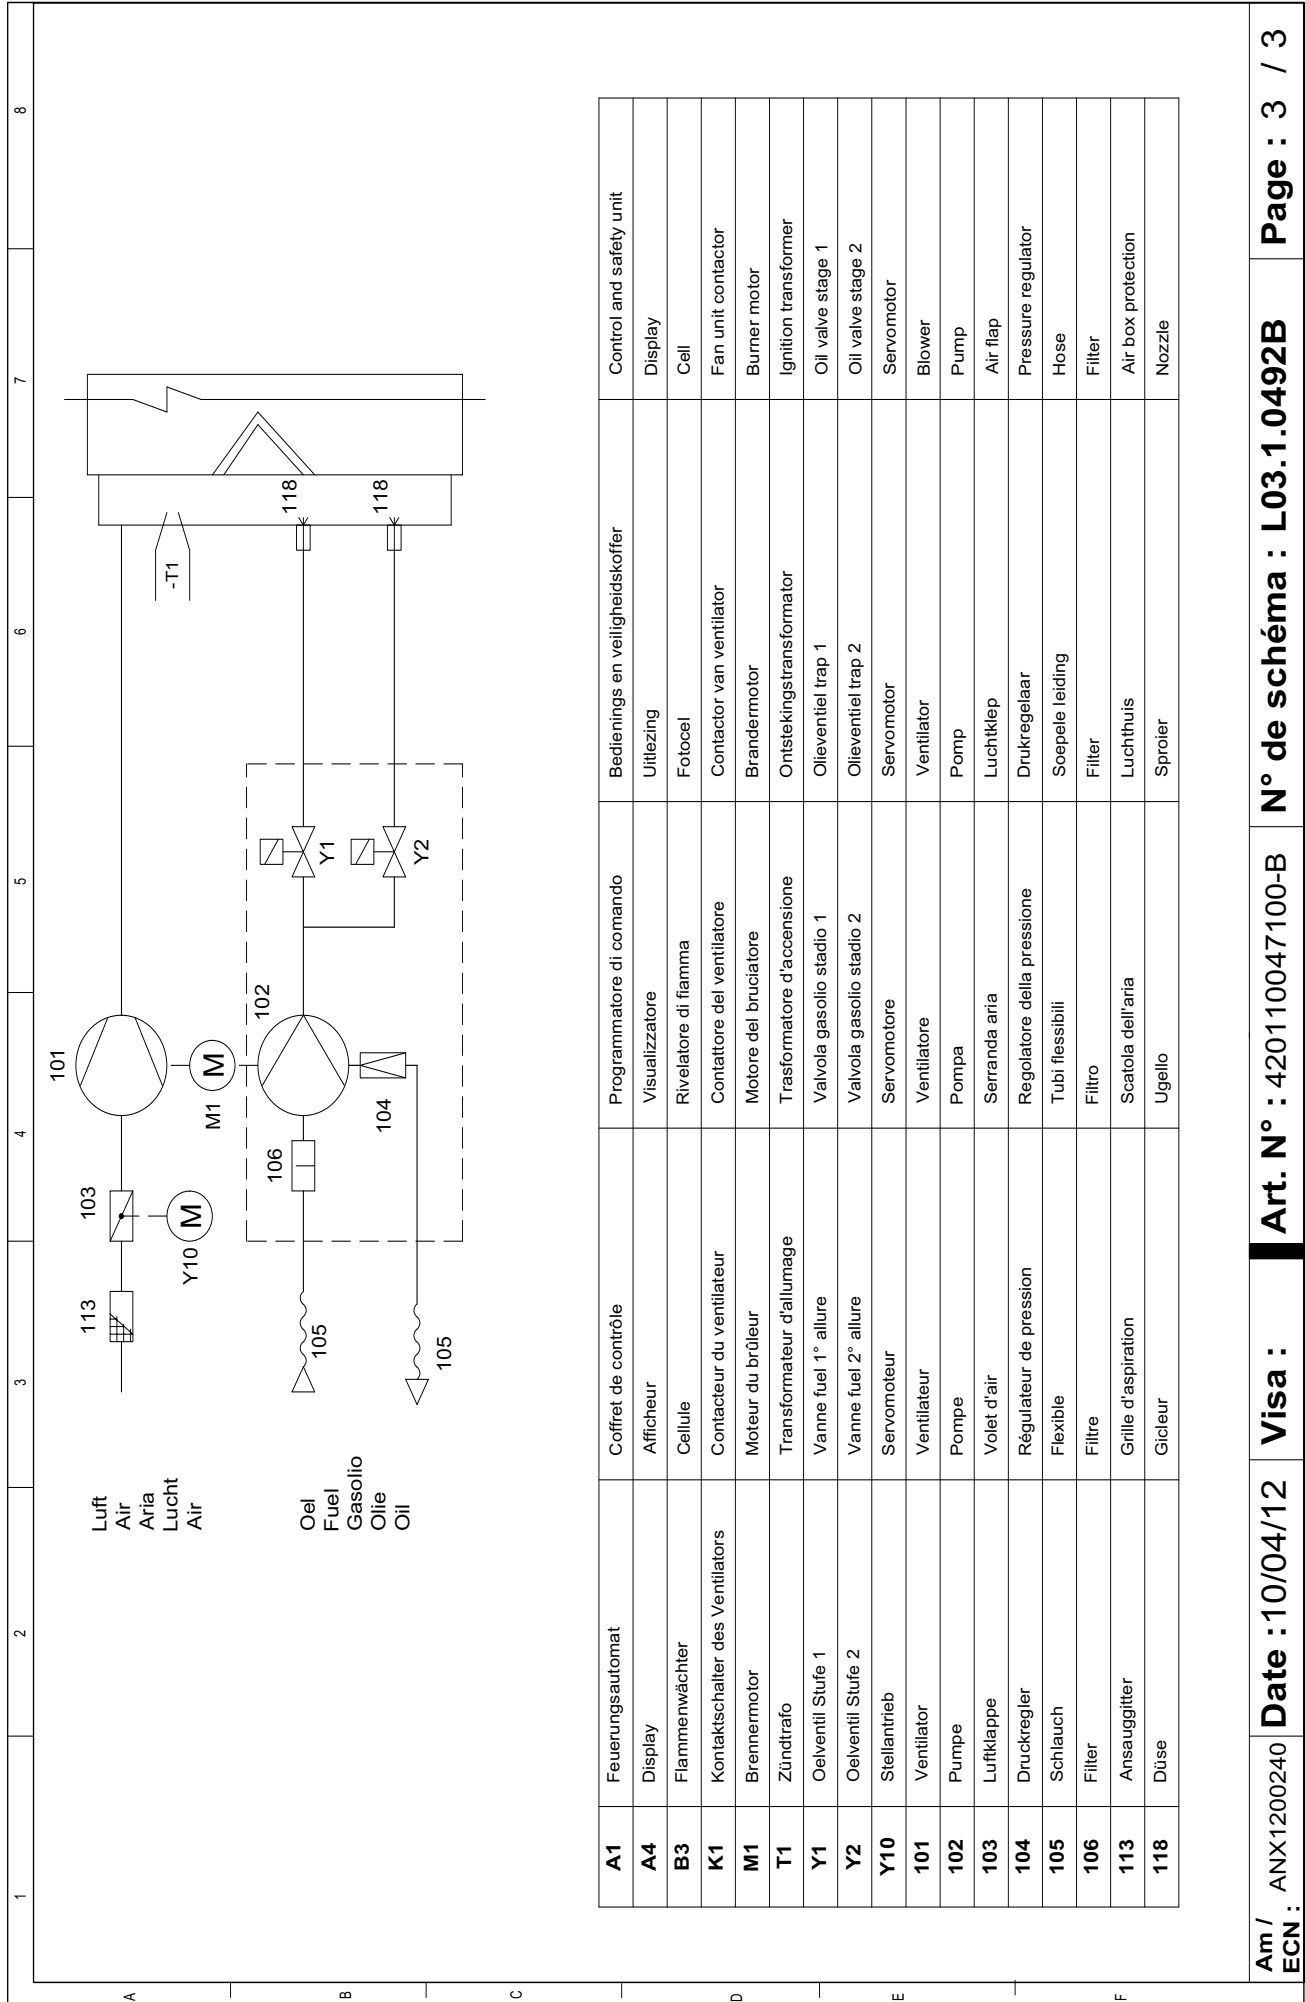 1 2 3 4 5 6 7 8
A
B
C
D
E
F
Luft
Air
Aria
Lucht
Air
Oel
Fuel
Gasolio
Olie
Oil
113
103
Y10 M
101
M1 M
102
106
104
105
105
Y1
Y2
-T1
118
118
A1 Feuerungsautomat Coffret de contrôle Programmatore di comando Bedienings en veiligheidskoffer Control and safety unit
A4 Display Afficheur Visualizzatore Uitlezing Display
B3 Flammenwächter Cellule Rivelatore di fiamma Fotocel Cell
K1 Kontaktschalter des Ventilators Contacteur du ventilateur Contattore del ventilatore Contactor van ventilator Fan unit contactor
M1 Brennermotor Moteur du brûleur Motore del bruciatore Brandermotor Burner motor
T1 Zündtrafo Transformateur d'allumage Trasformatore d'accensione Ontstekingstransformator Ignition transformer
Y1 Oelventil Stufe 1 Vanne fuel 1° allure Valvola gasolio stadio 1 Olieventiel trap 1 Oil valve stage 1
Y2 Oelventil Stufe 2 Vanne fuel 2° allure Valvola gasolio stadio 2 Olieventiel trap 2 Oil valve stage 2
Y10 Stellantrieb Servomoteur Servomotore Servomotor Servomotor
101 Ventilator Ventilateur Ventilatore Ventilator Blower
102 Pumpe Pompe Pompa Pomp Pump
103 Luftklappe Volet d'air Serranda aria Luchtklep Air flap
104 Druckregler Régulateur de pression Regolatore della pressione Drukregelaar Pressure regulator
105 Schlauch Flexible Tubi flessibili Soepele leiding Hose
106 Filter Filtre Filtro Filter Filter
113 Ansauggitter Grille d'aspiration Scatola dell'aria Luchthuis Air box protection
118 Düse Gicleur Ugello Sproier Nozzle
Am /
ECN : ANX1200240 Date :10/04/12 Visa : Art. N° : 420110047100-B N° de schéma : L03.1.0492B Page : 3 / 3